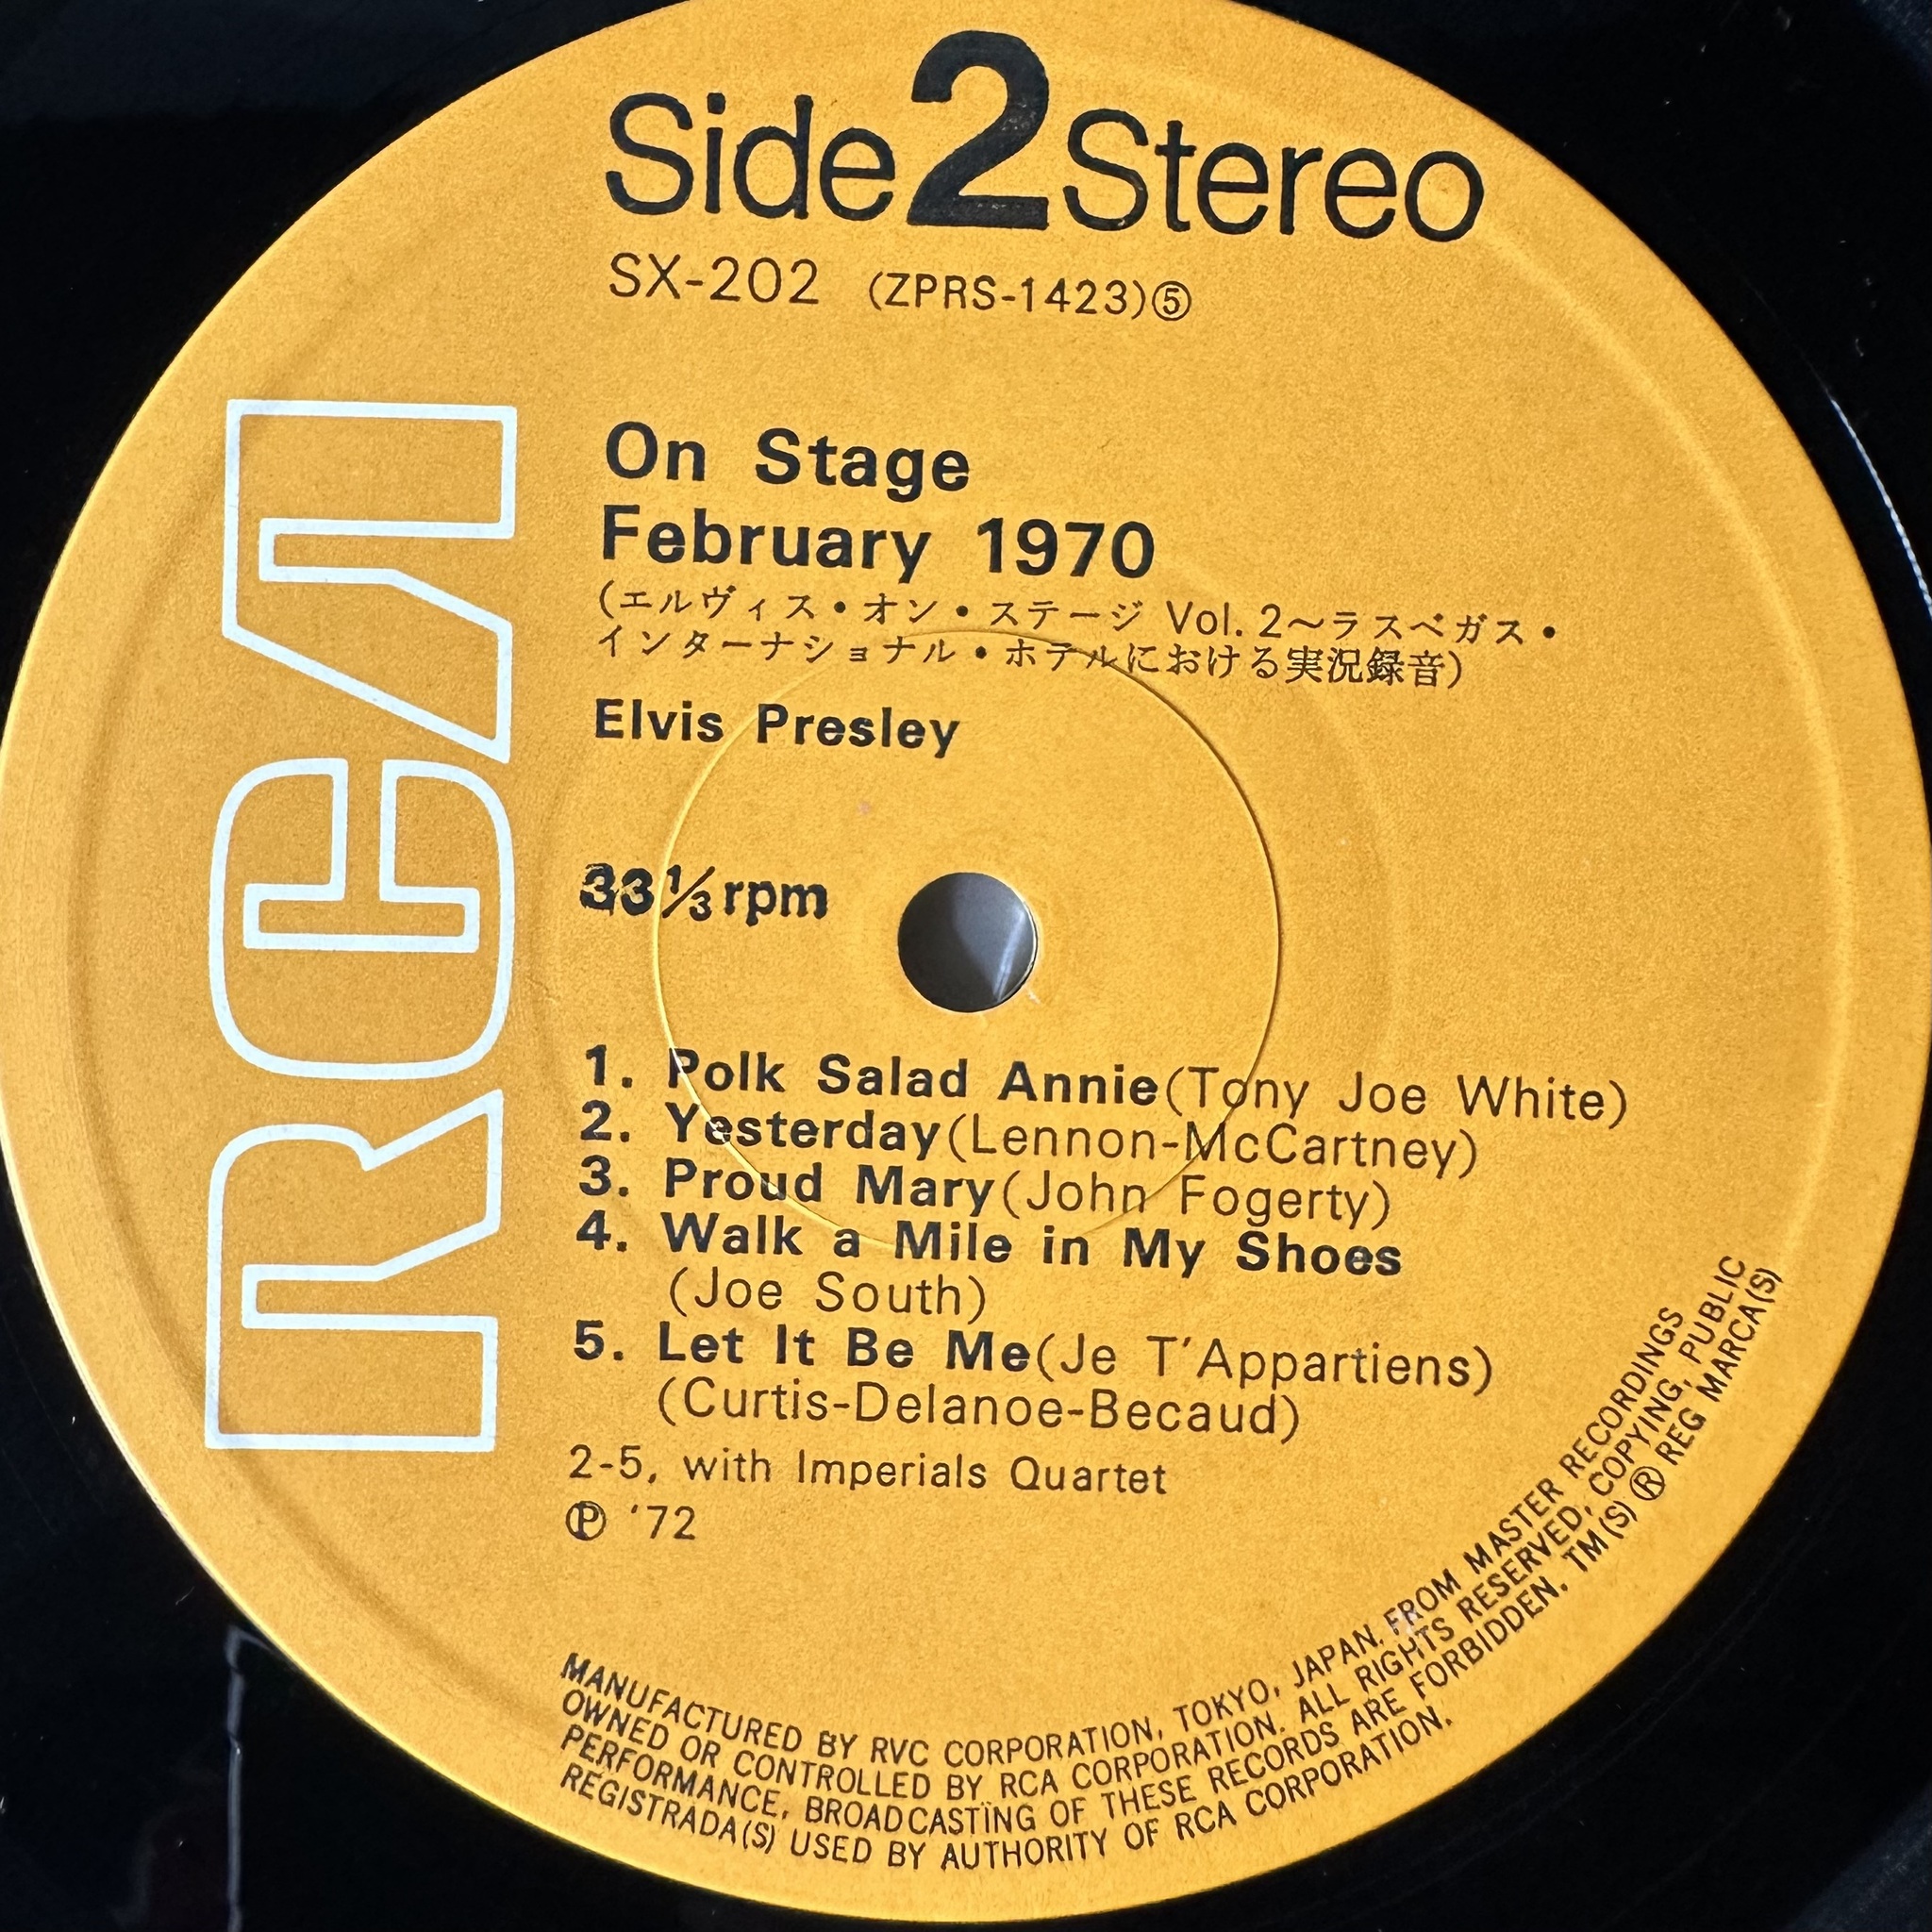 Side 2 Stereo
SX-202 (ZPRS-1423)⑤
RCA
On Stage
February 1970
(エルヴィス・オン・ステージ Vol. 2〜ラスベガス・
インターナショナル・ホテルにおける実況録音)
Elvis Presley
33 1/3 rpm
1. Polk Salad Annie(Tony Joe White)
2. Yesterday(Lennon-McCartney)
3. Proud Mary(John Fogerty)
4. Walk a Mile in My Shoes
(Joe South)
5. Let It Be Me(Je T'Appartiens)
(Curtis-Delanoe-Becaud)
2-5, with Imperials Quartet
Ⓟ '72
MANUFACTURED BY RVC CORPORATION, TOKYO, JAPAN. FROM MASTER RECORDINGS
OWNED OR CONTROLLED BY RCA CORPORATION. ALL RIGHTS RESERVED, COPYING, PUBLIC
PERFORMANCE, BROADCASTING OF THESE RECORDS ARE FORBIDDEN. TM(S) ® REG MARCA(S)
REGISTRADA(S) USED BY AUTHORITY OF RCA CORPORATION.